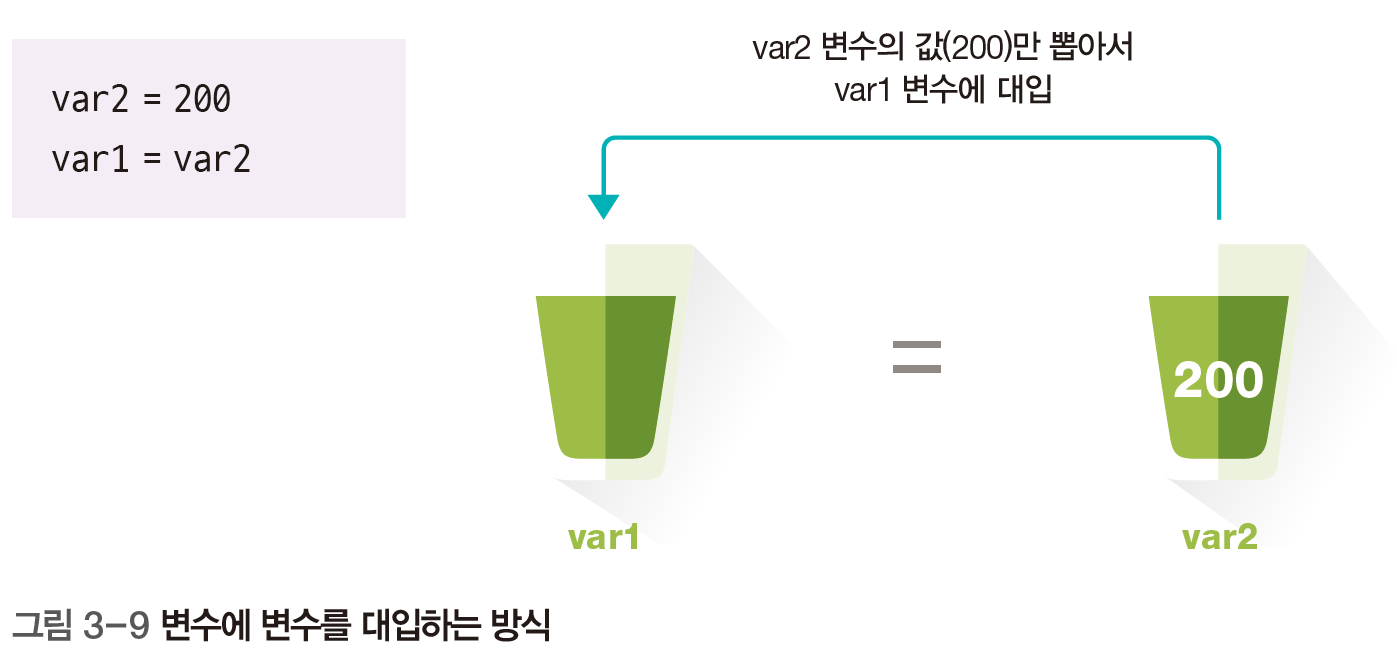 var2 = 200
var1 = var2
var2 변수의 값(200)만 뽑아서
var1 변수에 대입
=
200
var1
var2
그림 3-9 변수에 변수를 대입하는 방식